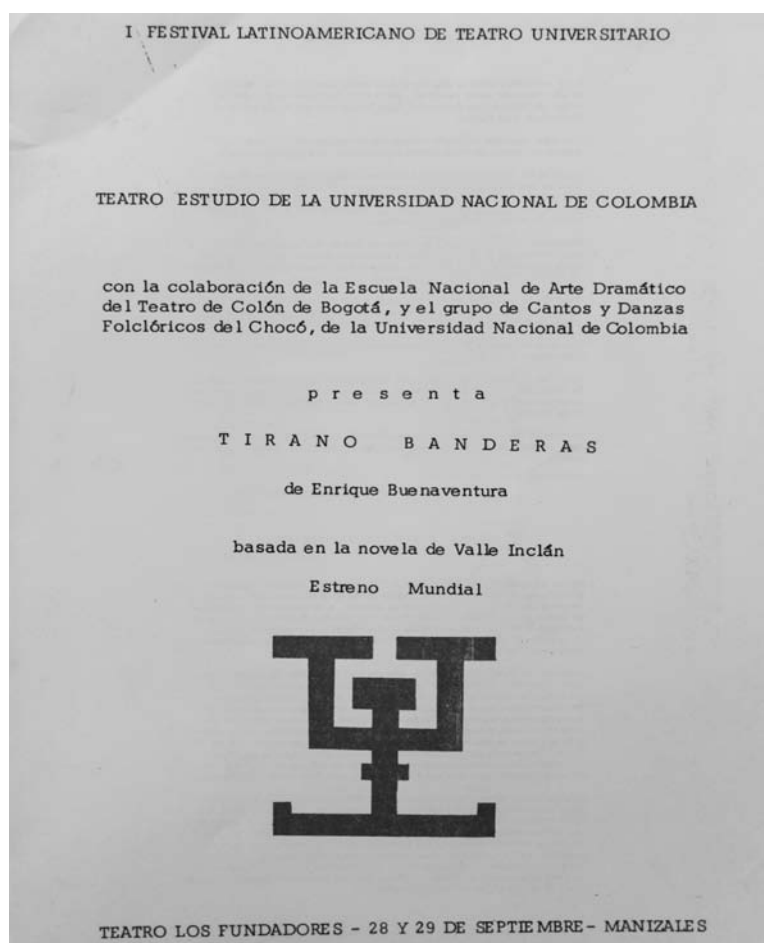 I FESTIVAL LATINOAMERICANO DE TEATRO UNIVERSITARIO
TEATRO ESTUDIO DE LA UNIVERSIDAD NACIONAL DE COLOMBIA
con la colaboración de la Escuela Nacional de Arte Dramático
del Teatro de Colón de Bogotá, y el grupo de Cantos y Danzas
Folclóricos del Chocó, de la Universidad Nacional de Colombia
p r e s e n t a
T I R A N O B A N D E R A S
de Enrique Buenaventura
basada en la novela de Valle Inclán
Estreno Mundial
TEATRO LOS FUNDADORES - 28 Y 29 DE SEPTIEMBRE- MANIZALES